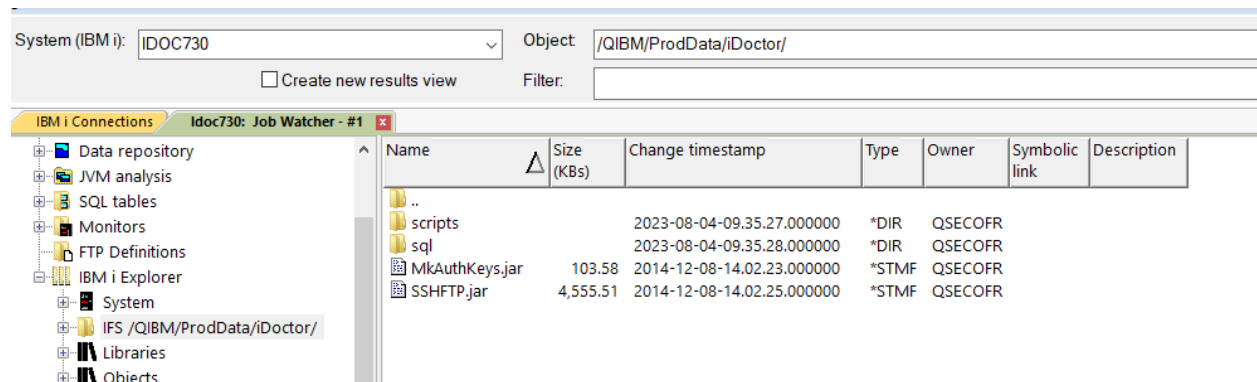 System (IBM i): IDOC730 Object: /QIBM/ProdData/iDoctor/
Create new results view Filter:
IBM i Connections Idoc730: Job Watcher - #1 x
Data repository
JVM analysis
SQL tables
Monitors
FTP Definitions
IBM i Explorer
System
IFS /QIBM/ProdData/iDoctor/
Libraries
Objects
Name Size (KBs) Change timestamp Type Owner Symbolic link Description
..
scripts 2023-08-04-09.35.27.000000 *DIR QSECOFR
sql 2023-08-04-09.35.28.000000 *DIR QSECOFR
MkAuthKeys.jar 103.58 2014-12-08-14.02.23.000000 *STMF QSECOFR
SSHFTP.jar 4,555.51 2014-12-08-14.02.25.000000 *STMF QSECOFR